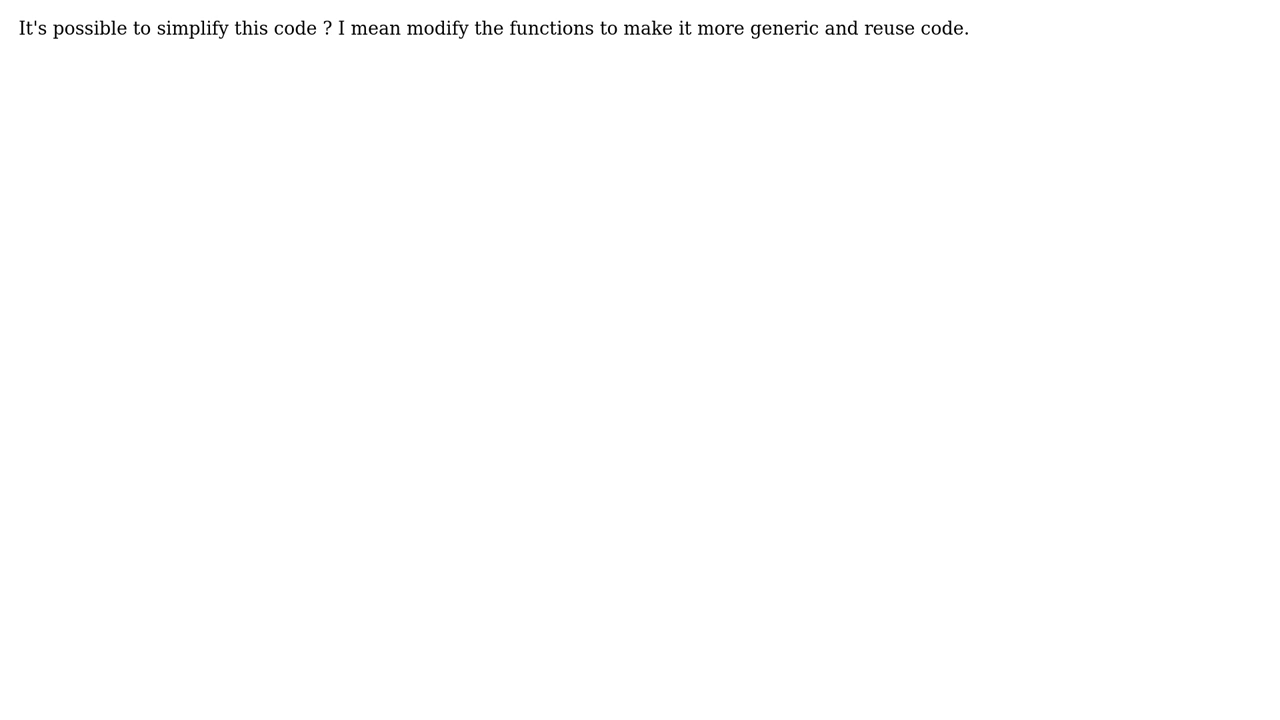 It's possible to simplify this code ? I mean modify the functions to make it more generic and reuse code.